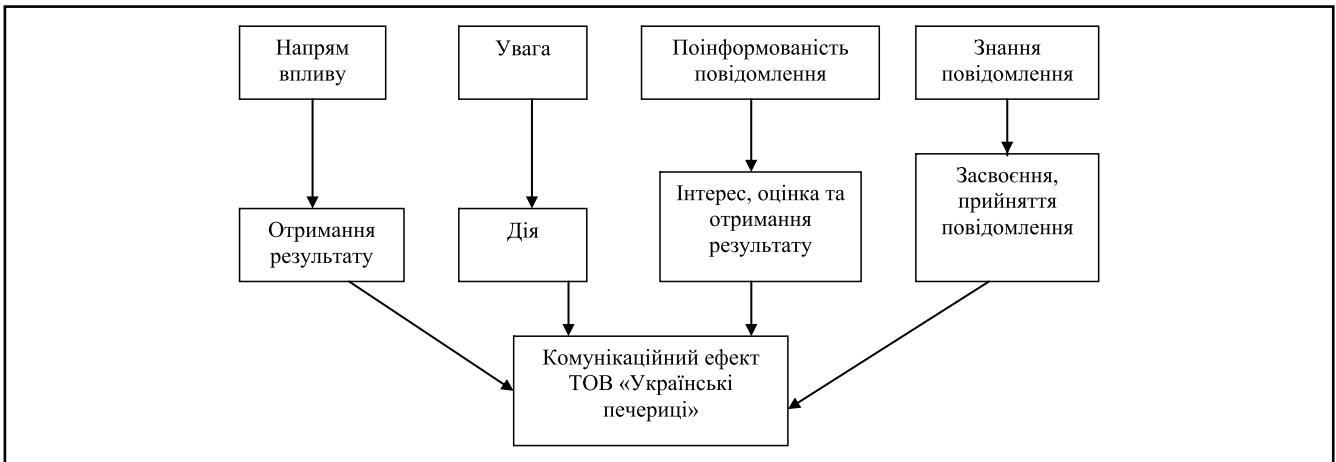 Напрям
впливу
Увага
Поінформованість
повідомлення
Знання
повідомлення
Отримання
результату
Дія
Інтерес, оцінка та
отримання
результату
Засвоєння,
прийняття
повідомлення
Комунікаційний ефект
ТОВ «Українські
печериці»